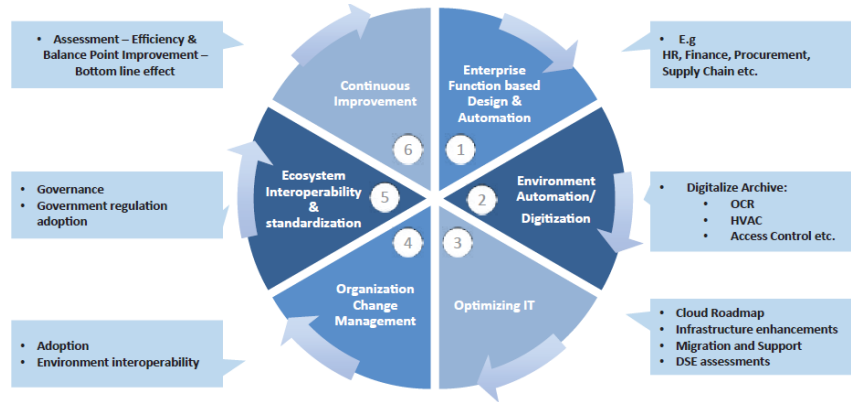 • Assessment – Efficiency &
Balance Point Improvement –
Bottom line effect
Continuous
Improvement
6
Enterprise
Function based
Design &
Automation
1
• E.g
HR, Finance, Procurement,
Supply Chain etc.
• Governance
• Government regulation
adoption
Ecosystem
Interoperability
&
standardization
5
2
Environment
Automation/
Digitization
• Digitalize Archive:
• OCR
• HVAC
• Access Control etc.
• Adoption
• Environment interoperability
4
Organization
Change
Management
3
Optimizing IT
• Cloud Roadmap
• Infrastructure enhancements
• Migration and Support
• DSE assessments